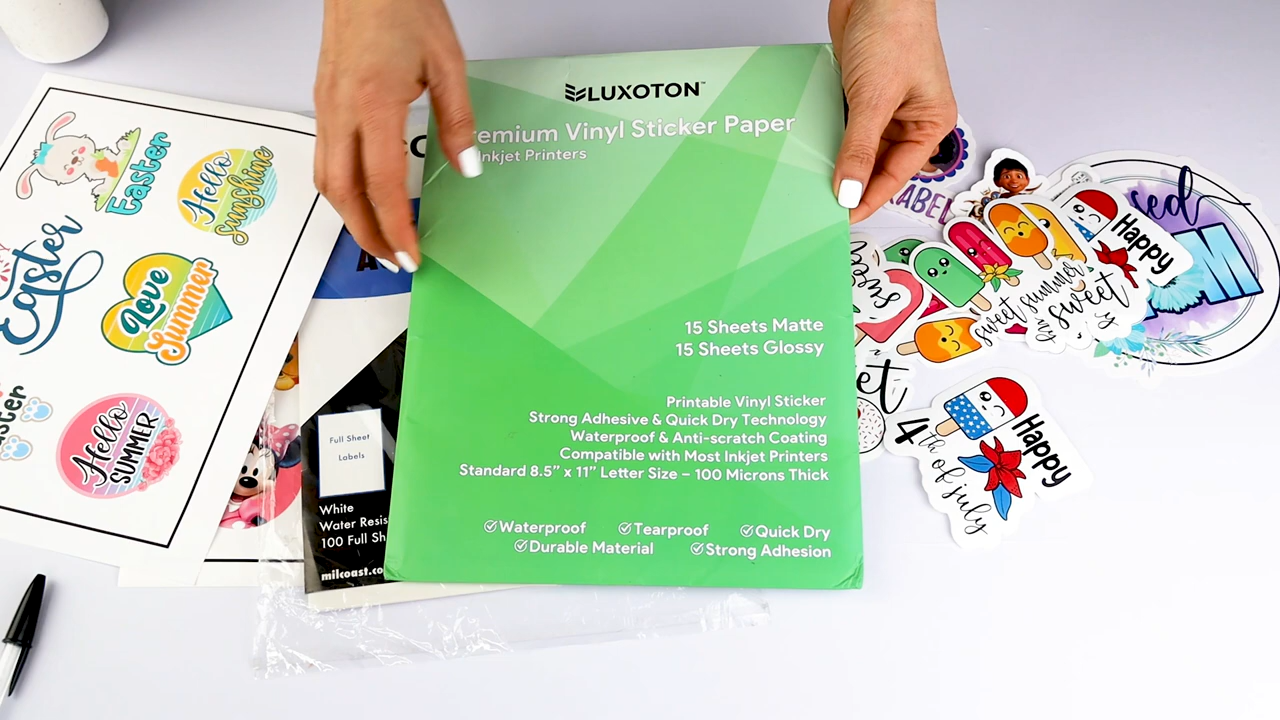 LUXOTON™
Premium Vinyl Sticker Paper
Inkjet Printers
15 Sheets Matte
15 Sheets Glossy
Printable Vinyl Sticker
Strong Adhesive & Quick Dry Technology
Waterproof & Anti-scratch Coating
Compatible with Most Inkjet Printers
Standard 8.5” x 11” Letter Size – 100 Microns Thick
Waterproof Tearproof Quick Dry
Durable Material Strong Adhesion
Easter
Hello
Sunshine
Easter
Love
Summer
Hello
SUMMER
Full Sheet
Labels
White
Water Resis
100 Full Sh
milcoast.co
Happy
sweet summer
sweet
Happy
4th of july